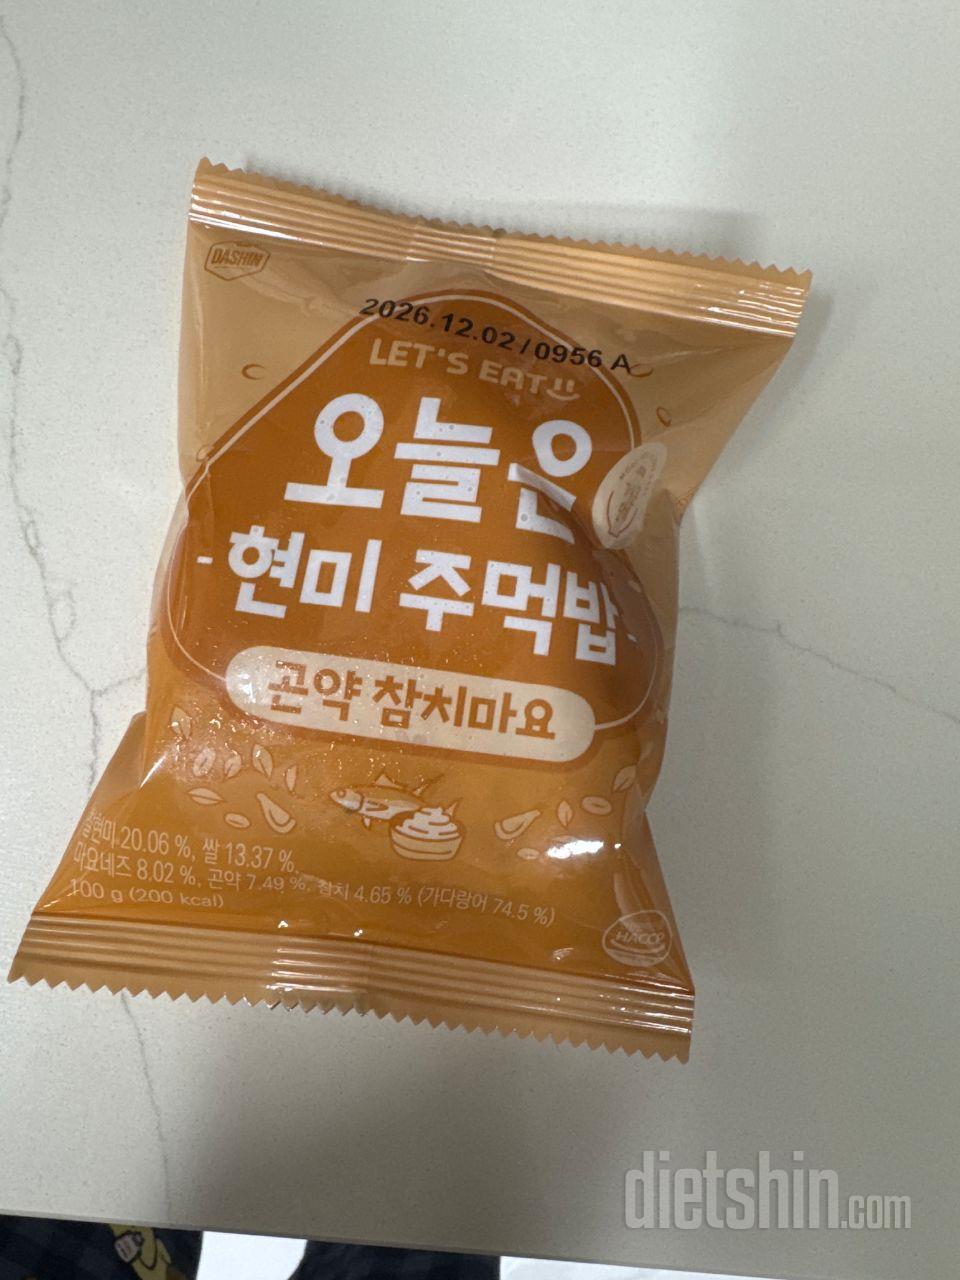 DASHIN
2026.12.02/0956 A
LET'S EAT
오늘은
현미 주먹밥
곤약 참치마요
찰현미 20.06 %, 쌀 13.37 %,
마요네즈 8.02 %, 곤약 7.49 %, 참치 4.65 % (가다랑어 74.5 %)
100 g (200 kcal)
HACCP
dietshin.com